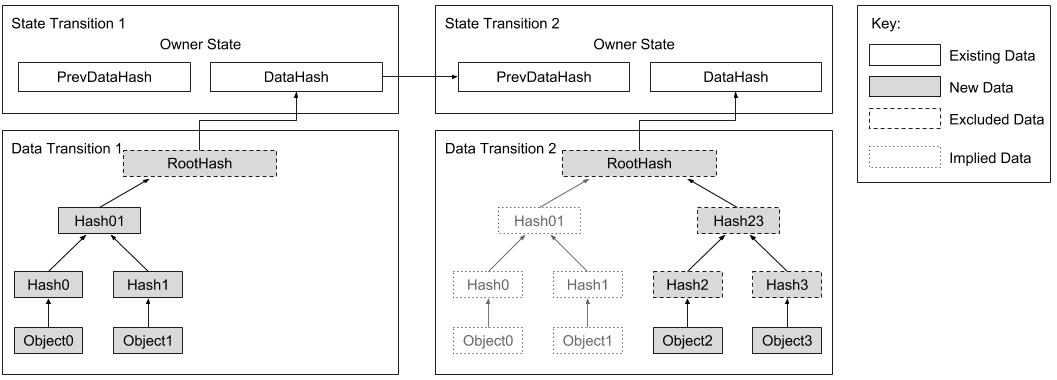 State Transition 1
Owner State
PrevDataHash
DataHash
State Transition 2
Owner State
PrevDataHash
DataHash
Key:
Existing Data
New Data
Excluded Data
Implied Data
Data Transition 1
RootHash
Hash01
Hash0
Hash1
Object0
Object1
Data Transition 2
RootHash
Hash01
Hash23
Hash0
Hash1
Hash2
Hash3
Object0
Object1
Object2
Object3